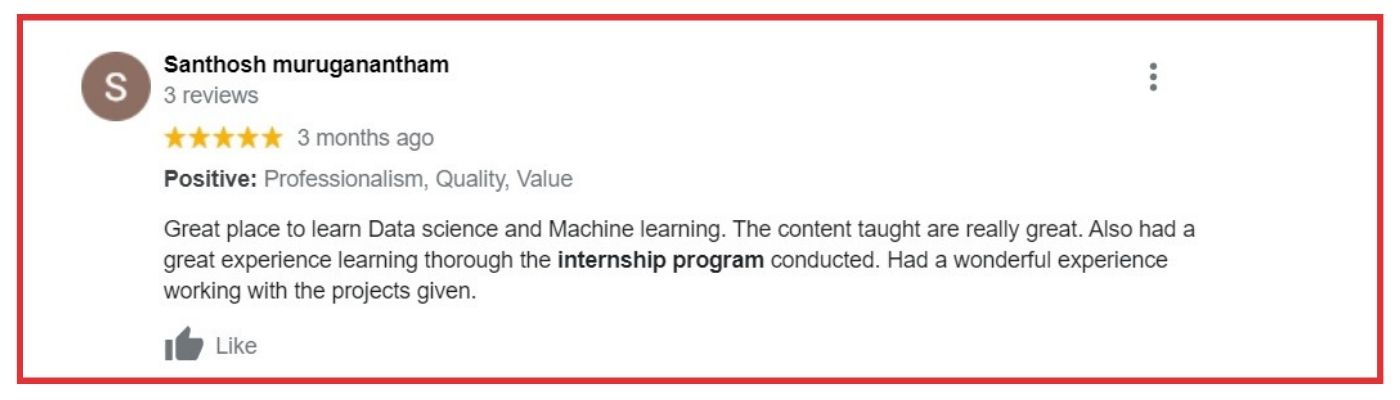 S
Santhosh muruganantham
3 reviews
3 months ago
Positive: Professionalism, Quality, Value
Great place to learn Data science and Machine learning. The content taught are really great. Also had a
great experience learning thorough the internship program conducted. Had a wonderful experience
working with the projects given.
Like